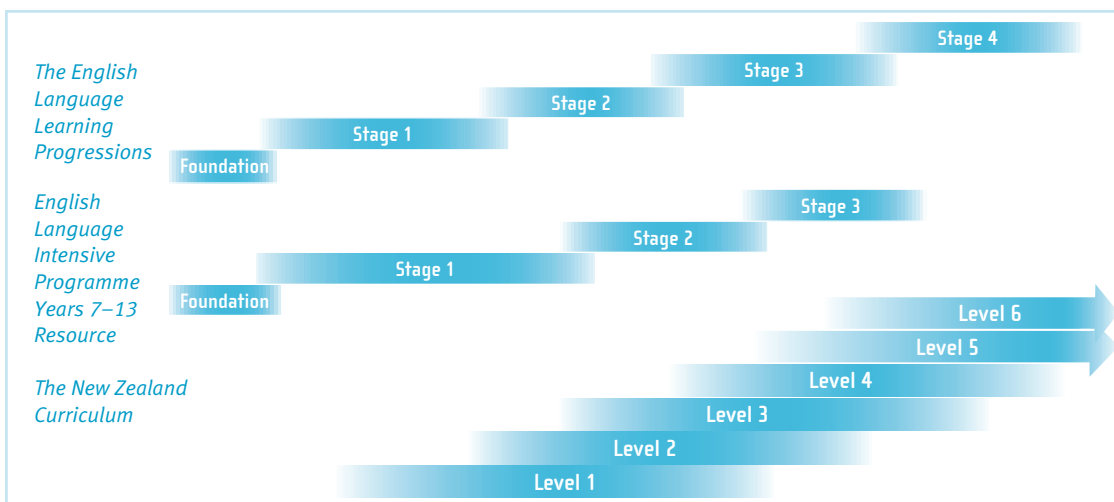 Stage 4
Stage 3
Stage 2
Stage 1
Foundation
The English
Language
Learning
Progressions
Stage 3
Stage 2
Stage 1
Foundation
English
Language
Intensive
Programme
Years 7–13
Resource
Level 6
Level 5
Level 4
Level 3
Level 2
Level 1
The New Zealand
Curriculum